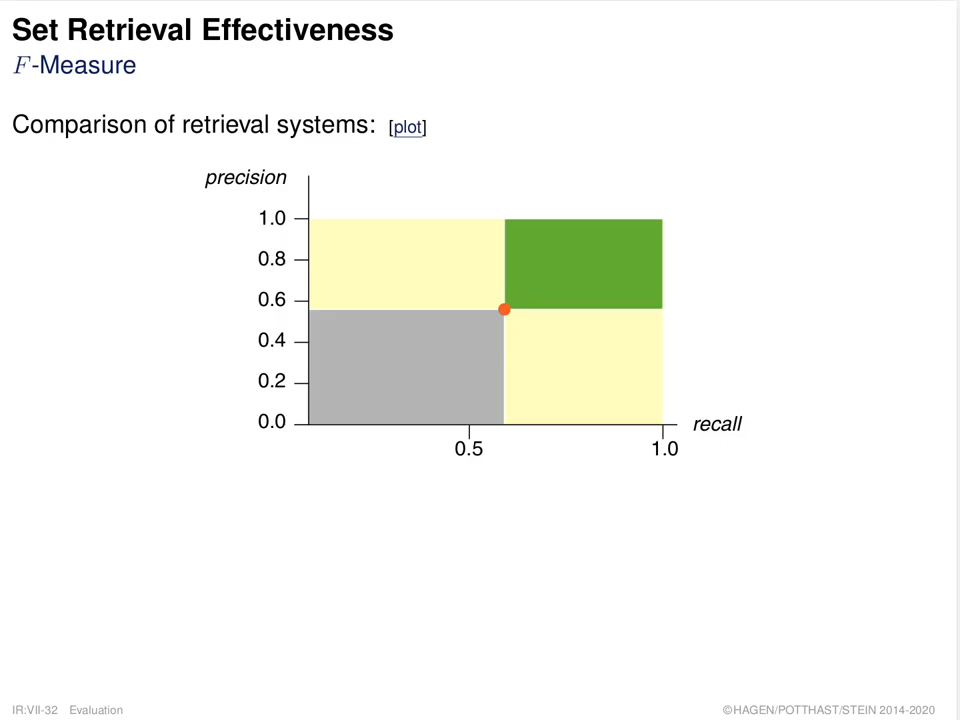 Set Retrieval Effectiveness
F-Measure
Comparison of retrieval systems: [plot]
precision
1.0
0.8
0.6
0.4
0.2
0.0
recall
0.5 1.0
IR:VII-32 Evaluation ©HAGEN/POTTHAST/STEIN 2014-2020